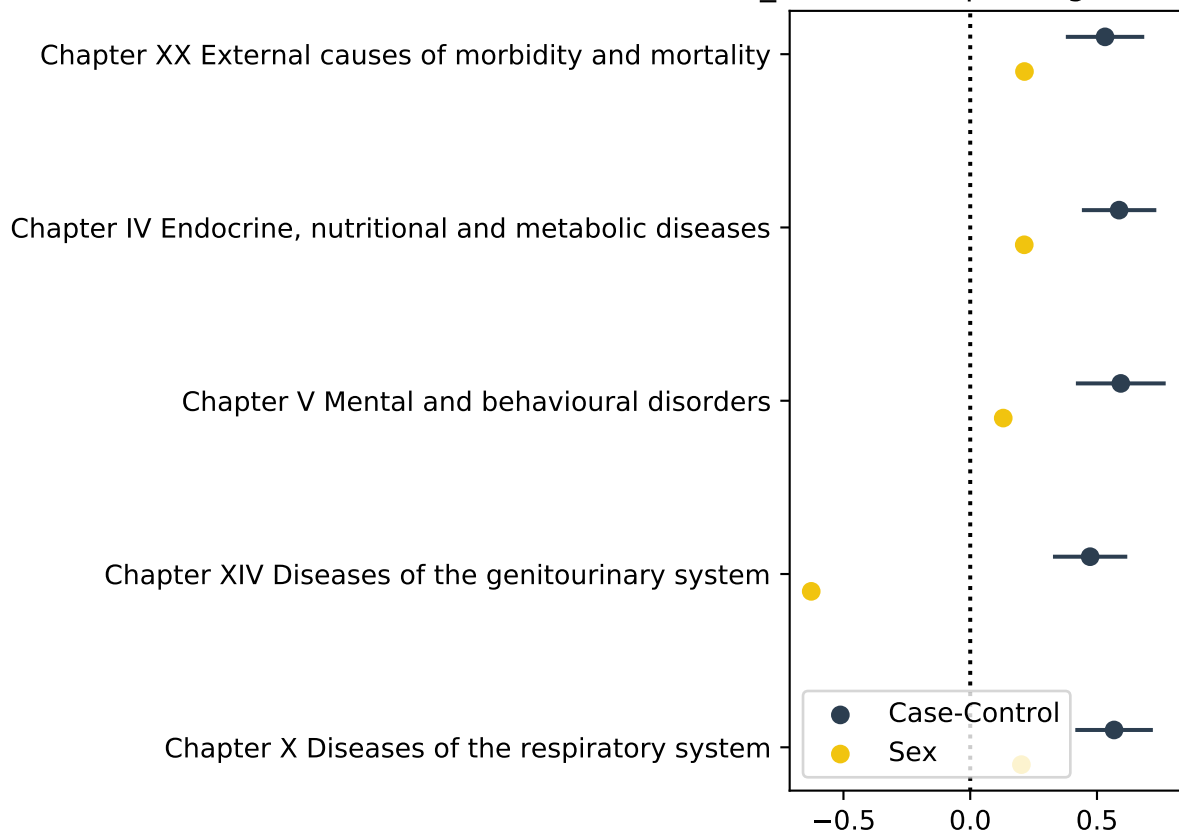 Chapter XX External causes of morbidity and mortality
Chapter IV Endocrine, nutritional and metabolic diseases
Chapter V Mental and behavioural disorders
Chapter XIV Diseases of the genitourinary system
Chapter X Diseases of the respiratory system
Case-Control
Sex
−0.5 0.0 0.5